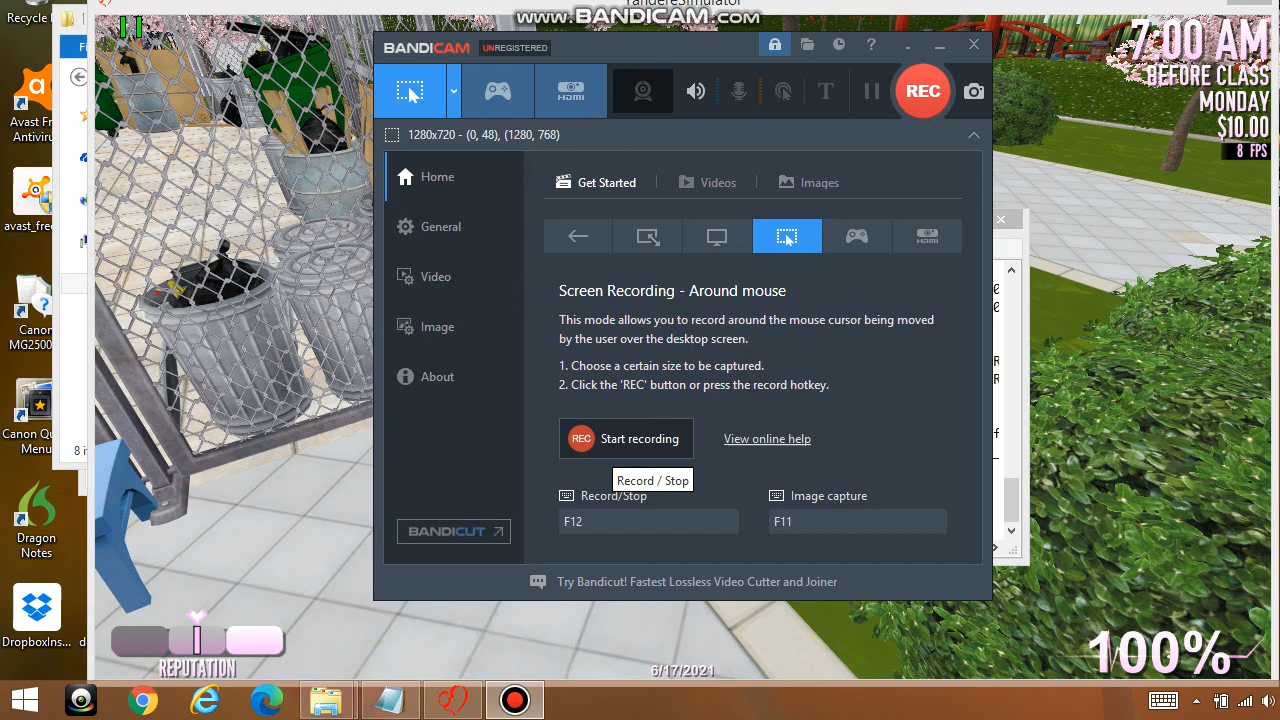 YandereSimulator
www.BANDICAM.com
Recycle
Avast Fr
Antiviru
avast_free
Canon
MG2500
Canon Qu
Menu
Dragon
Notes
DropboxIns...
d
Fi
8 i
BANDICAM UNREGISTERED
HDMI
T
REC
1280x720 - (0, 48), (1280, 768)
Home
General
Video
Image
About
BANDICUT
Get Started
Videos
Images
HDMI
Screen Recording - Around mouse
This mode allows you to record around the mouse cursor being moved
by the user over the desktop screen.
1. Choose a certain size to be captured.
2. Click the 'REC' button or press the record hotkey.
REC Start recording
View online help
Record / Stop
Record/Stop
Image capture
F12
F11
Try Bandicut! Fastest Lossless Video Cutter and Joiner
7:00 AM
BEFORE CLASS
MONDAY
$10.00
8 FPS
REPUTATION
6/17/2021
100%